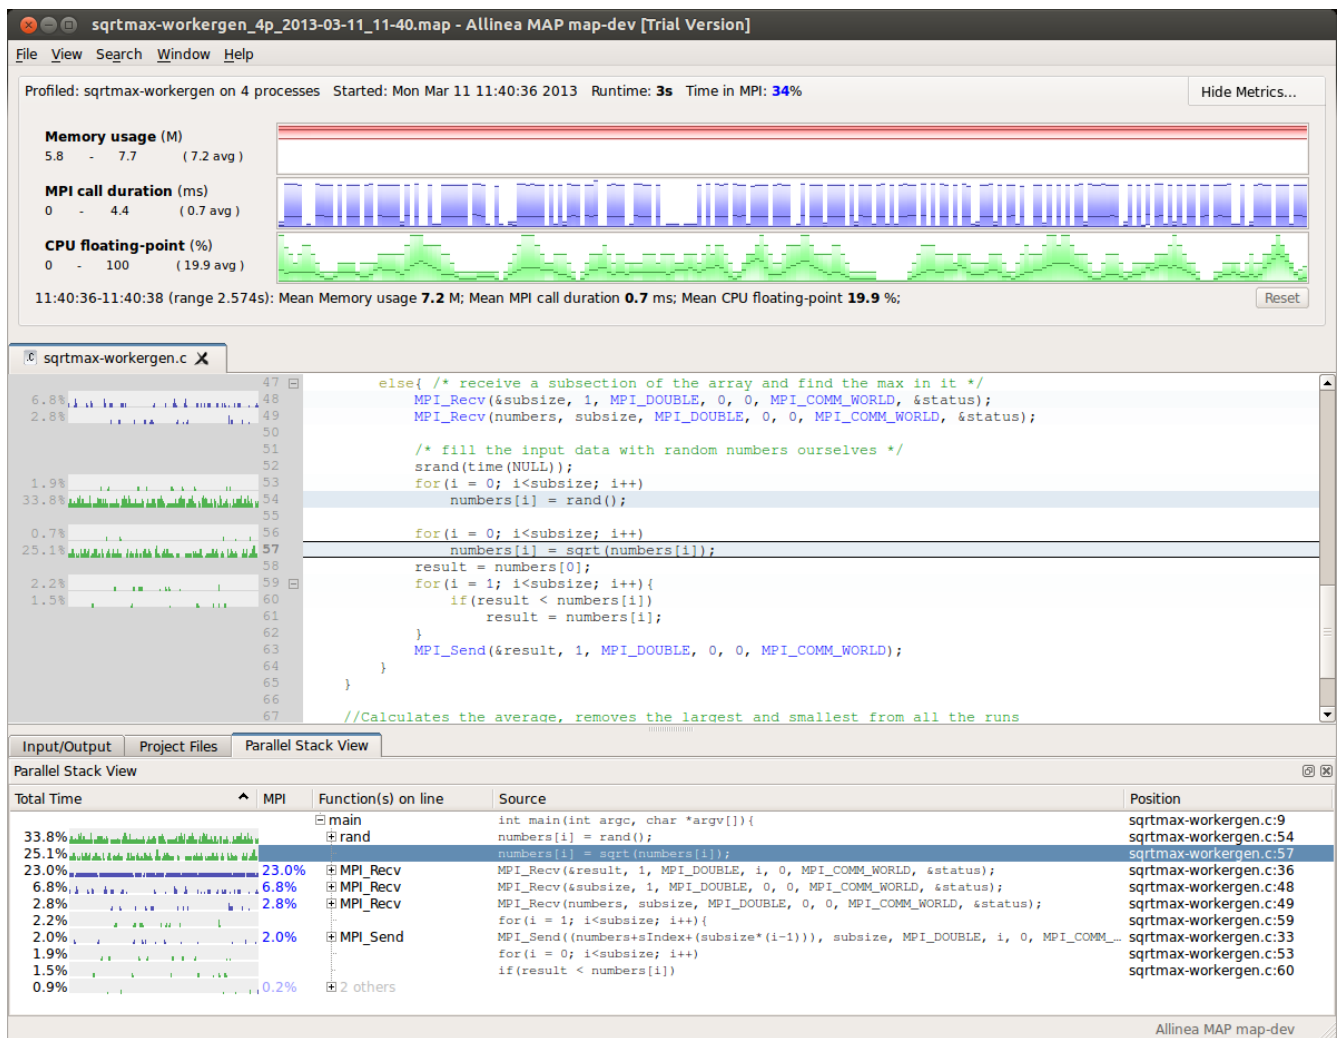 sqrtmax-workergen_4p_2013-03-11_11-40.map - Allinea MAP map-dev [Trial Version]
File View Search Window Help
Profiled: sqrtmax-workergen on 4 processes Started: Mon Mar 11 11:40:36 2013 Runtime: 3s Time in MPI: 34% Hide Metrics...
Memory usage (M)
5.8 - 7.7 ( 7.2 avg )
MPI call duration (ms)
0 - 4.4 ( 0.7 avg )
CPU floating-point (%)
0 - 100 ( 19.9 avg )
11:40:36-11:40:38 (range 2.574s): Mean Memory usage 7.2 M; Mean MPI call duration 0.7 ms; Mean CPU floating-point 19.9 %; Reset
.c sqrtmax-workergen.c X
47 else{ /* receive a subsection of the array and find the max in it */
6.8% 48 MPI_Recv(&subsize, 1, MPI_DOUBLE, 0, 0, MPI_COMM_WORLD, &status);
2.8% 49 MPI_Recv(numbers, subsize, MPI_DOUBLE, 0, 0, MPI_COMM_WORLD, &status);
50
51 /* fill the input data with random numbers ourselves */
52 srand(time(NULL));
1.9% 53 for(i = 0; i<subsize; i++)
33.8% 54 numbers[i] = rand();
55
0.7% 56 for(i = 0; i<subsize; i++)
25.1% 57 numbers[i] = sqrt(numbers[i]);
58 result = numbers[0];
2.2% 59 for(i = 1; i<subsize; i++){
1.5% 60 if(result < numbers[i])
61 result = numbers[i];
62 }
63 MPI_Send(&result, 1, MPI_DOUBLE, 0, 0, MPI_COMM_WORLD);
64 }
65 }
66
67 //Calculates the average, removes the largest and smallest from all the runs
Input/Output Project Files Parallel Stack View
Parallel Stack View
Total Time MPI Function(s) on line Source Position
main int main(int argc, char *argv[]){ sqrtmax-workergen.c:9
33.8% rand numbers[i] = rand(); sqrtmax-workergen.c:54
25.1% numbers[i] = sqrt(numbers[i]); sqrtmax-workergen.c:57
23.0% 23.0% MPI_Recv MPI_Recv(&result, 1, MPI_DOUBLE, i, 0, MPI_COMM_WORLD, &status); sqrtmax-workergen.c:36
6.8% 6.8% MPI_Recv MPI_Recv(&subsize, 1, MPI_DOUBLE, 0, 0, MPI_COMM_WORLD, &status); sqrtmax-workergen.c:48
2.8% 2.8% MPI_Recv MPI_Recv(numbers, subsize, MPI_DOUBLE, 0, 0, MPI_COMM_WORLD, &status); sqrtmax-workergen.c:49
2.2% for(i = 1; i<subsize; i++){ sqrtmax-workergen.c:59
2.0% 2.0% MPI_Send MPI_Send((numbers+sIndex+(subsize*(i-1))), subsize, MPI_DOUBLE, i, 0, MPI_COMM_... sqrtmax-workergen.c:33
1.9% for(i = 0; i<subsize; i++) sqrtmax-workergen.c:53
1.5% if(result < numbers[i]) sqrtmax-workergen.c:60
0.9% 0.2% 2 others
Allinea MAP map-dev